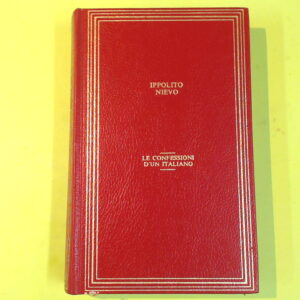 IPPOLITO
NIEVO
LE CONFESSIONI
D'UN ITALIANO